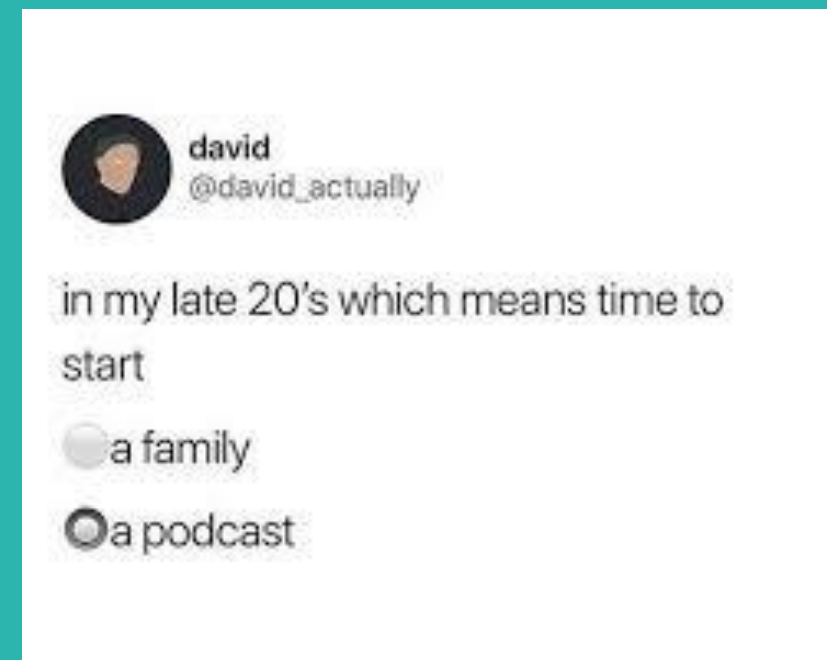 david
@david_actually
in my late 20's which means time to
start
⚪a family
🔘a podcast